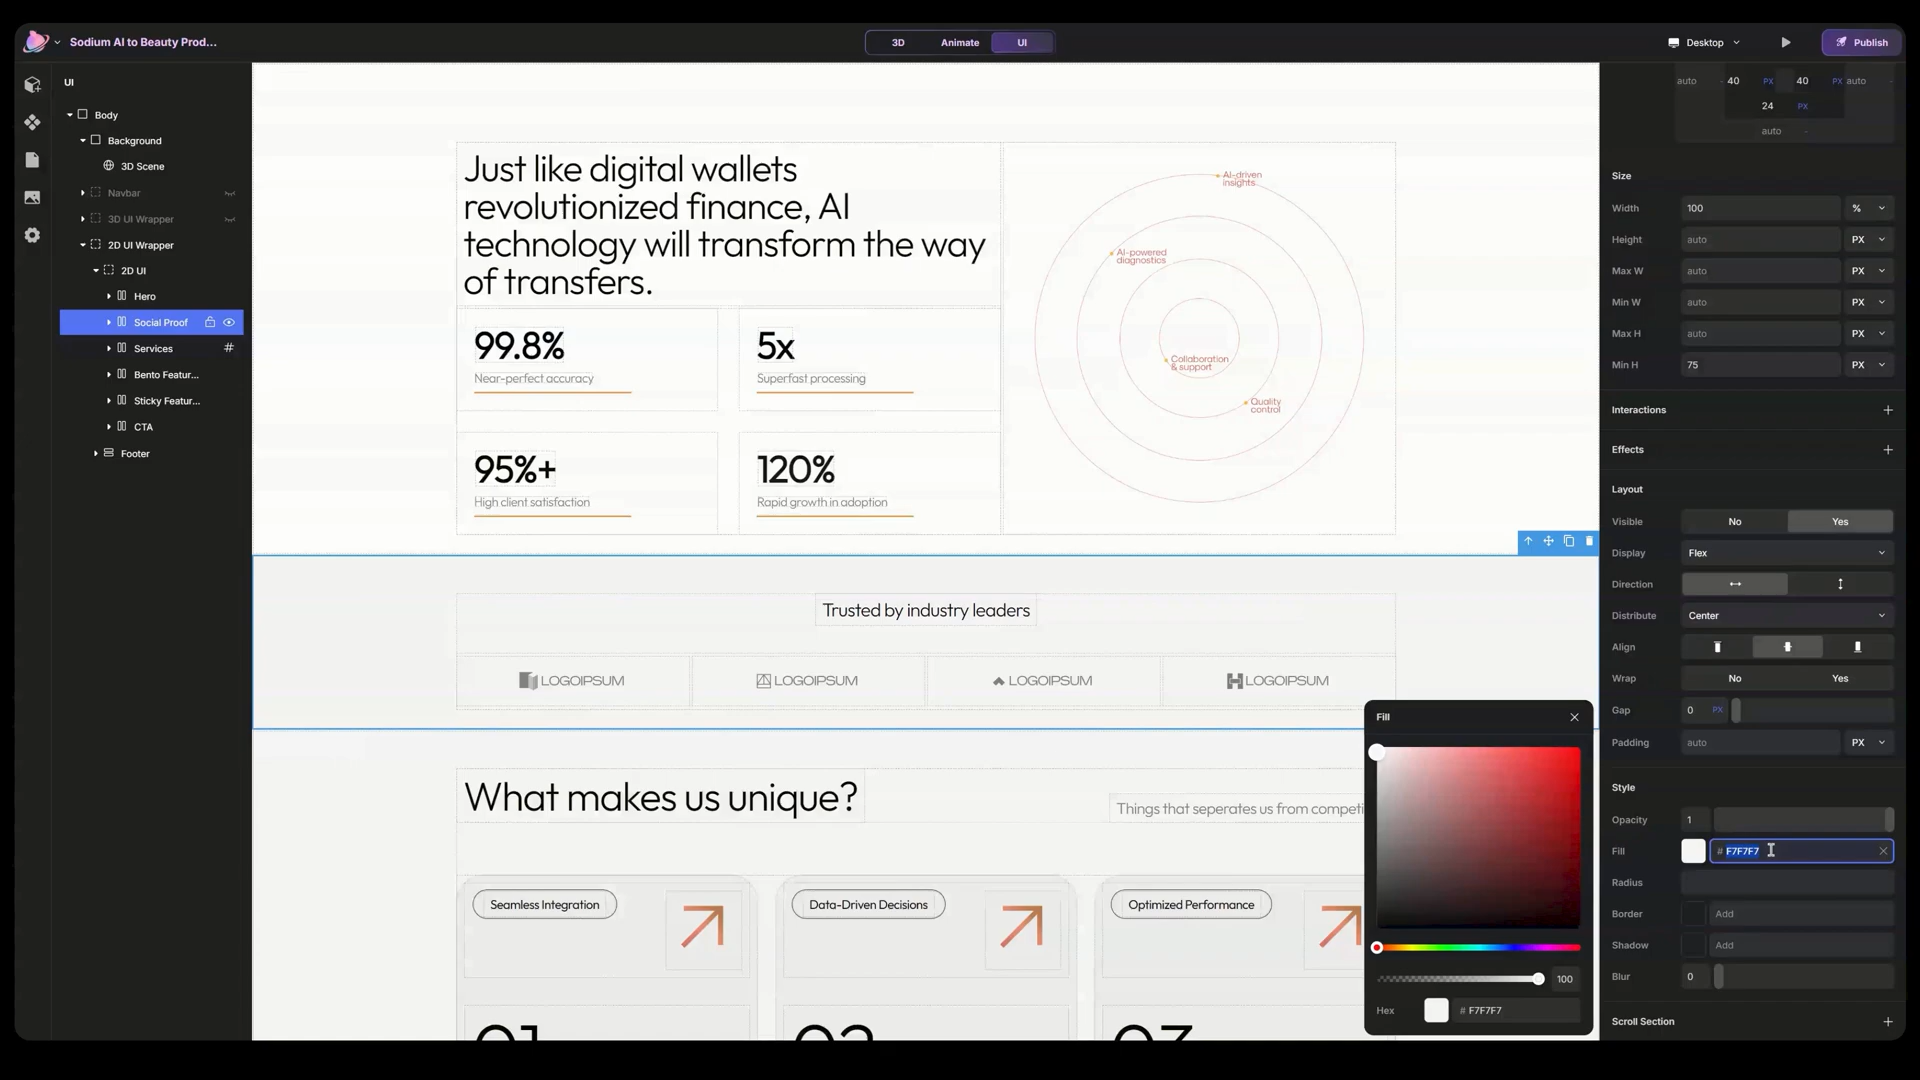 Sodium AI to Beauty Prod...
3D
Animate
UI
Desktop
Publish
UI
Body
Background
3D Scene
Navbar
3D UI Wrapper
2D UI Wrapper
2D UI
Hero
Social Proof
Services
#
Bento Featur...
Sticky Featur...
CTA
Footer
Just like digital wallets
revolutionized finance, AI
technology will transform the way
of transfers.
99.8%
Near-perfect accuracy
5x
Superfast processing
95%+
High client satisfaction
120%
Rapid growth in adoption
AI-driven
insights
AI-powered
diagnostics
Collaboration
& support
Quality
control
Trusted by industry leaders
LOGOIPSUM
LOGOIPSUM
LOGOIPSUM
LOGOIPSUM
What makes us unique?
Things that seperates us from competi
Seamless Integration
Data-Driven Decisions
Optimized Performance
01
02
03
Fill
100
Hex
# F7F7F7
auto - 40 PX 40 PX auto -
24 PX
auto -
Size
Width 100 %
Height auto PX
Max W auto PX
Min W auto PX
Max H auto PX
Min H 75 PX
Interactions
Effects
Layout
Visible No Yes
Display Flex
Direction
Distribute Center
Align
Wrap No Yes
Gap 0 PX
Padding auto PX
Style
Opacity 1
Fill # F7F7F7
Radius
Border Add
Shadow Add
Blur 0
Scroll Section